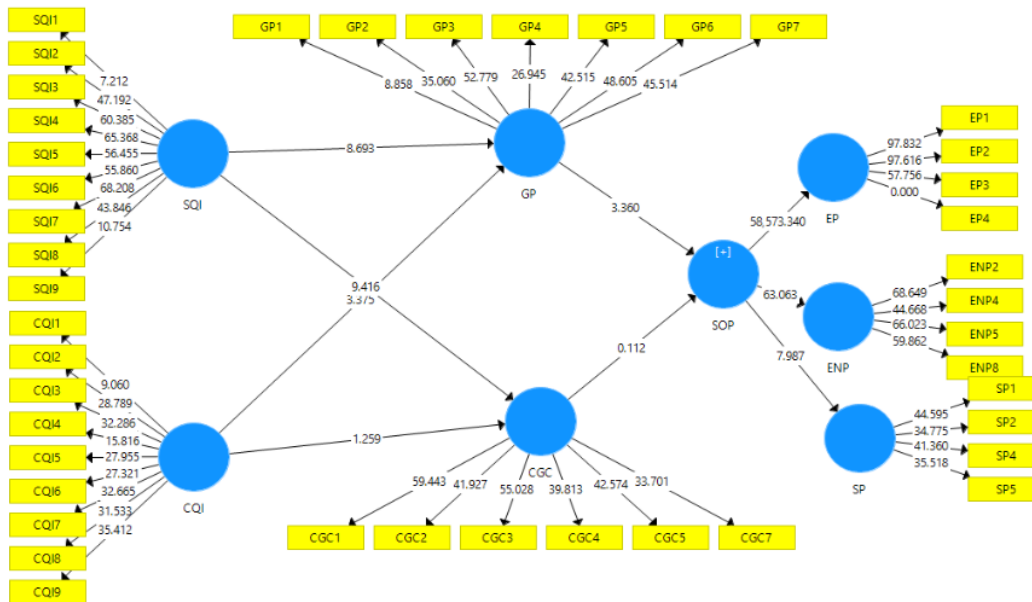 SQI1
SQI2
SQI3
SQI4
SQI5
SQI6
SQI7
SQI8
SQI9
7.212
47.192
60.385
65.368
56.455
55.860
68.208
43.846
10.754
SQI
GP1
GP2
GP3
GP4
GP5
GP6
GP7
8.858
35.060
52.779
26.945
42.515
48.605
45.514
GP
8.693
9.416
3.375
3.360
0.112
1.259
CQI1
CQI2
CQI3
CQI4
CQI5
CQI6
CQI7
CQI8
CQI9
9.060
28.789
32.286
15.816
27.955
27.321
32.665
31.533
35.412
CQI
CGC
59.443
41.927
55.028
39.813
42.574
33.701
CGC1
CGC2
CGC3
CGC4
CGC5
CGC7
[+]
SOP
58,573.340
63.063
7.987
EP
97.832
97.616
57.756
0.000
EP1
EP2
EP3
EP4
ENP
68.649
44.668
66.023
59.862
ENP2
ENP4
ENP5
ENP8
SP
44.595
34.775
41.360
35.518
SP1
SP2
SP4
SP5